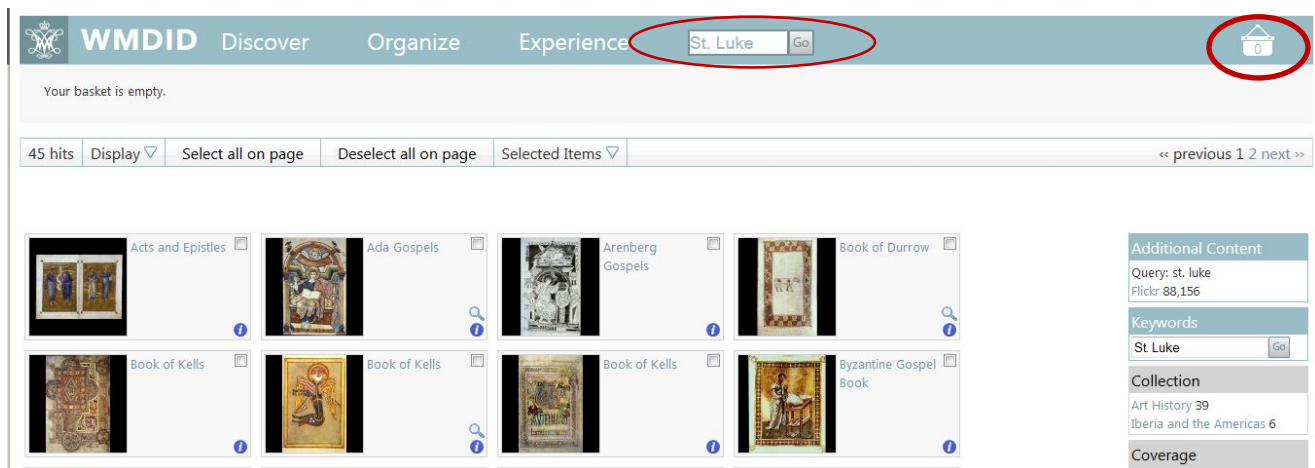 WMDID Discover Organize Experience St. Luke Go 0
Your basket is empty.
45 hits Display ▽ Select all on page Deselect all on page Selected Items ▽ ‹‹ previous 1 2 next ››
Acts and Epistles
Ada Gospels
Arenberg
Gospels
Book of Durrow
Book of Kells
Book of Kells
Book of Kells
Byzantine Gospel
Book
Additional Content
Query: st. luke
Flickr 88,156
Keywords
St. Luke Go
Collection
Art History 39
Iberia and the Americas 6
Coverage